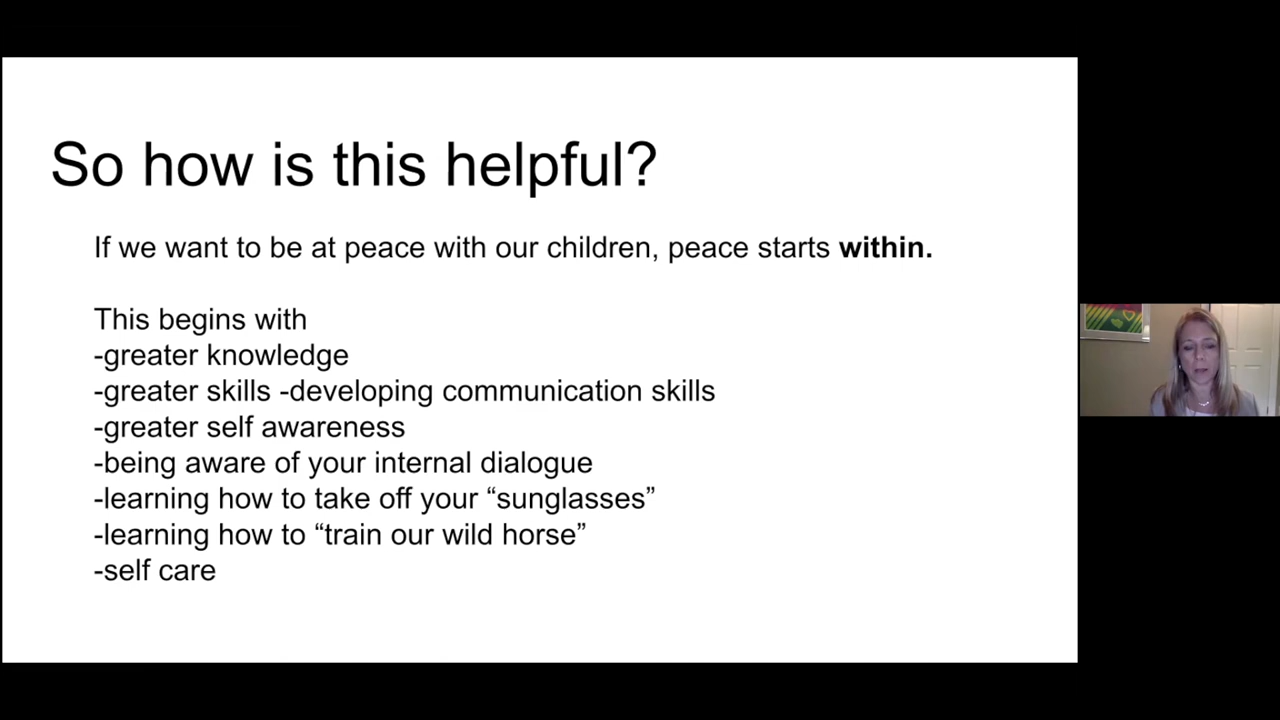 So how is this helpful?
If we want to be at peace with our children, peace starts within.
This begins with
-greater knowledge
-greater skills -developing communication skills
-greater self awareness
-being aware of your internal dialogue
-learning how to take off your “sunglasses”
-learning how to “train our wild horse”
-self care